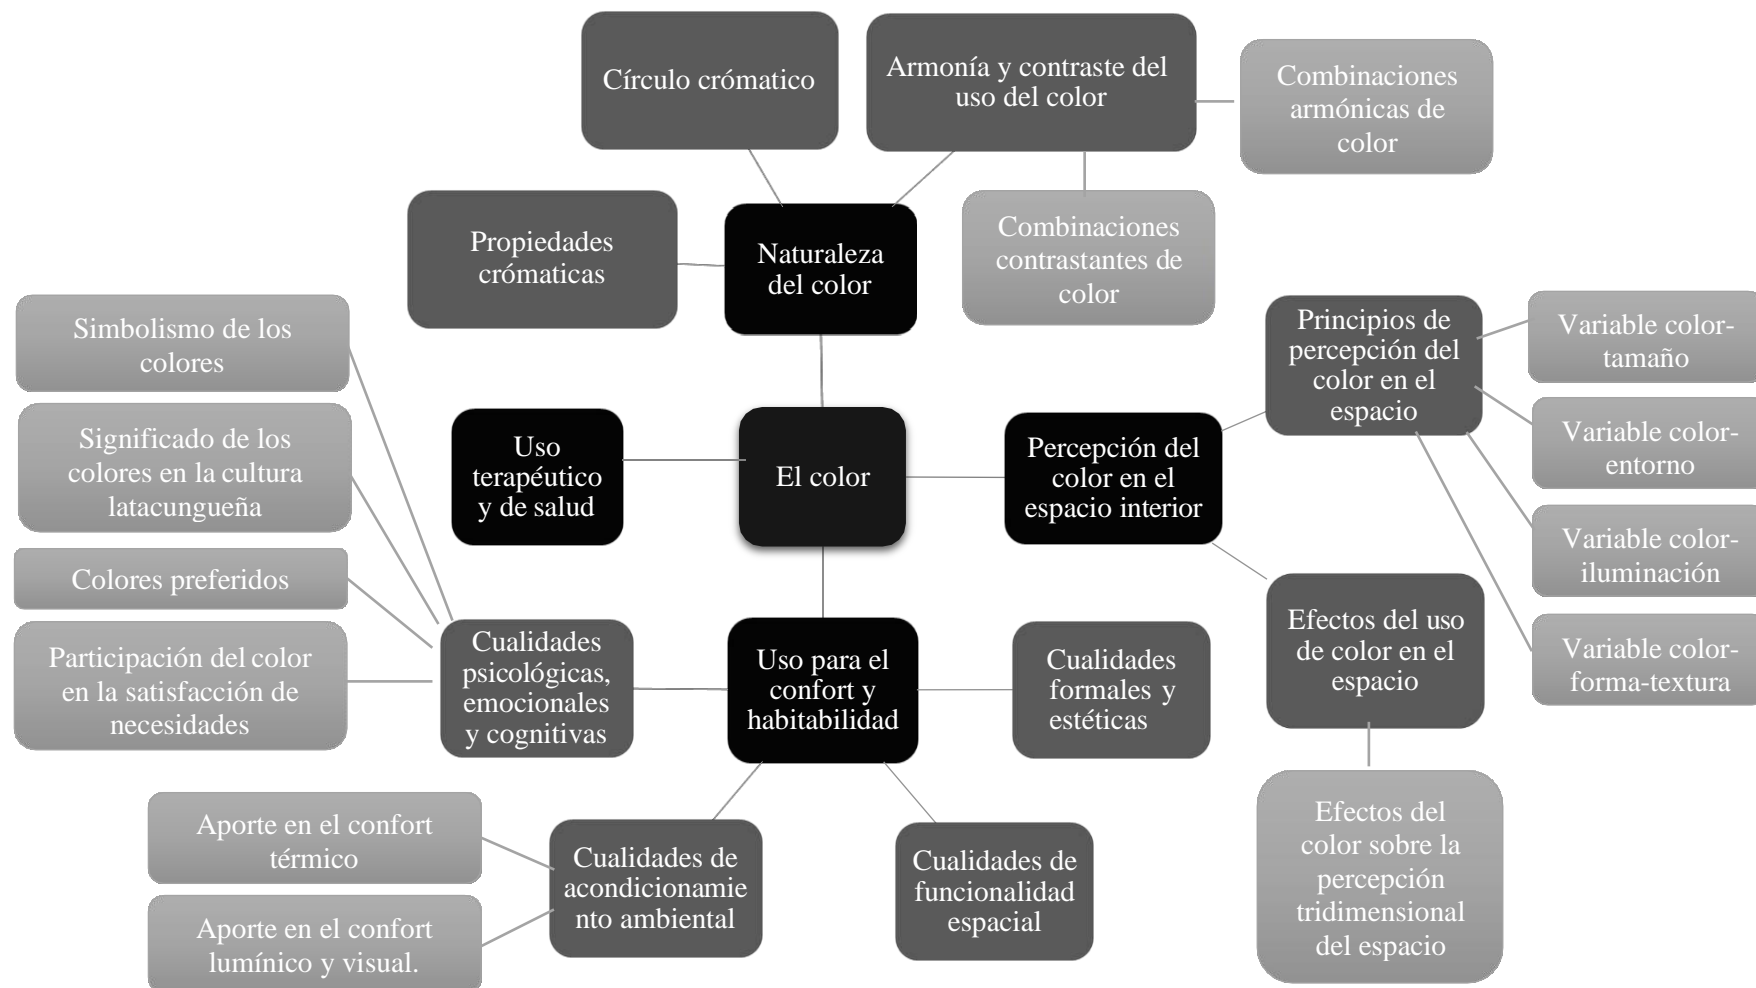 Círculo crómatico
Armonía y contraste del
uso del color
Combinaciones
armónicas de
color
Propiedades
crómaticas
Naturaleza
del color
Combinaciones
contrastantes de
color
Simbolismo de los
colores
Principios de
percepción del
color en el
espacio
Variable color-
tamaño
Significado de los
colores en la cultura
latacungueña
Uso
terapéutico
y de salud
El color
Percepción del
color en el
espacio interior
Variable color-
entorno
Variable color-
iluminación
Colores preferidos
Participación del color
en la satisfacción de
necesidades
Cualidades
psicológicas,
emocionales
y cognitivas
Uso para el
confort y
habitabilidad
Cualidades
formales y
estéticas
Efectos del uso
de color en el
espacio
Variable color-
forma-textura
Aporte en el confort
térmico
Aporte en el confort
lumínico y visual.
Cualidades de
acondicionamie
nto ambiental
Cualidades de
funcionalidad
espacial
Efectos del
color sobre la
percepción
tridimensional
del espacio